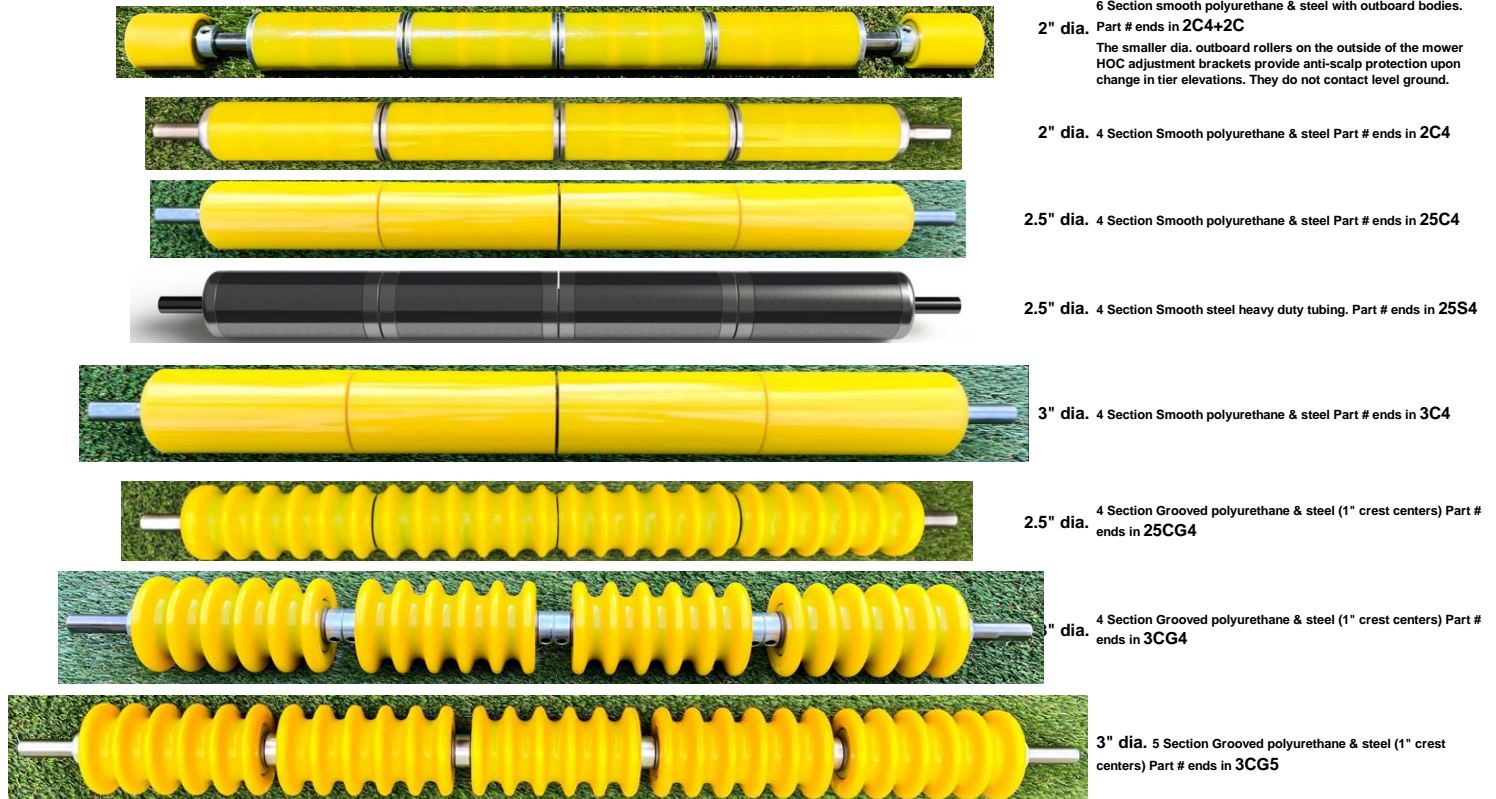 6 Section smooth polyurethane & steel with outboard bodies.
2" dia. Part # ends in 2C4+2C
The smaller dia. outboard rollers on the outside of the mower
HOC adjustment brackets provide anti-scalp protection upon
change in tier elevations. They do not contact level ground.
2" dia. 4 Section Smooth polyurethane & steel Part # ends in 2C4
2.5" dia. 4 Section Smooth polyurethane & steel Part # ends in 25C4
2.5" dia. 4 Section Smooth steel heavy duty tubing. Part # ends in 25S4
3" dia. 4 Section Smooth polyurethane & steel Part # ends in 3C4
2.5" dia. 4 Section Grooved polyurethane & steel (1" crest centers) Part #
ends in 25CG4
" dia. 4 Section Grooved polyurethane & steel (1" crest centers) Part #
ends in 3CG4
3" dia. 5 Section Grooved polyurethane & steel (1" crest
centers) Part # ends in 3CG5